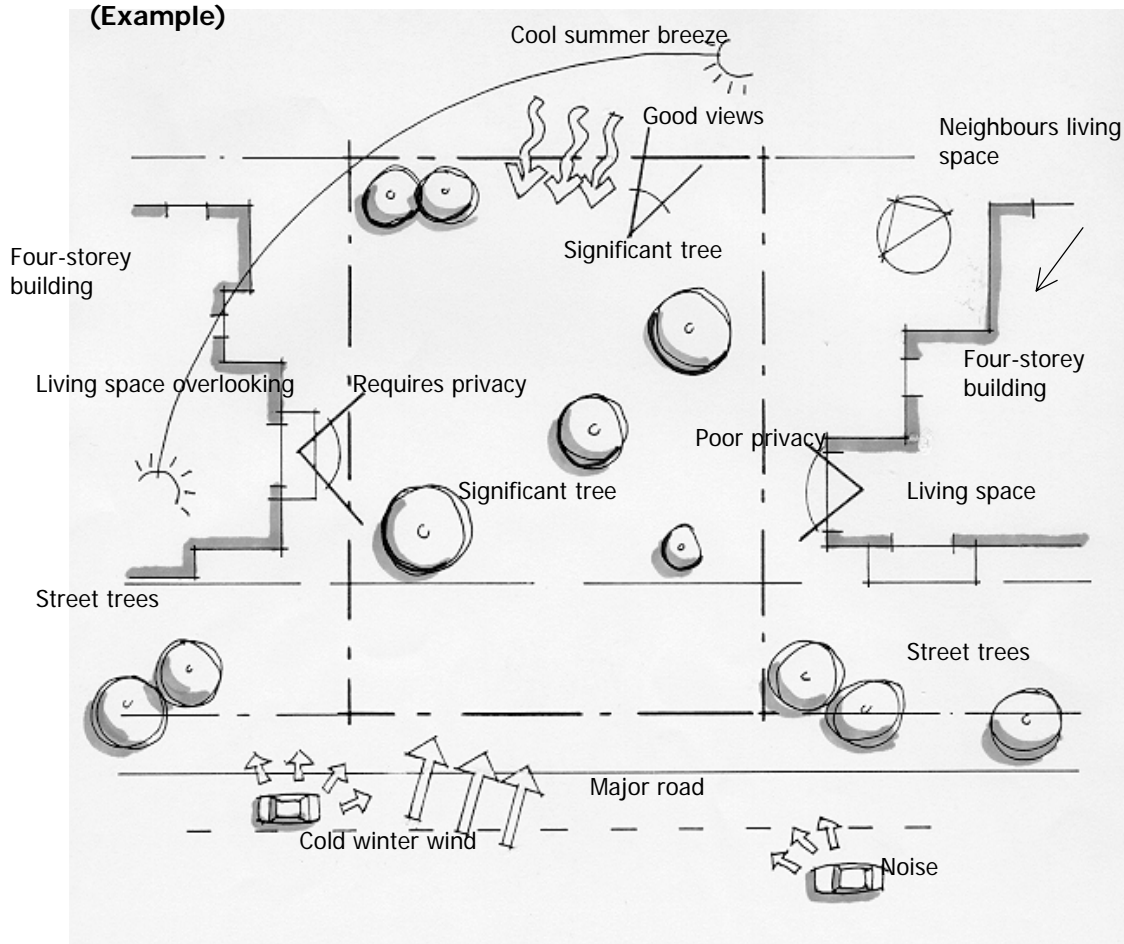 (Example)
Cool summer breeze
Good views
Neighbours living
space
Significant tree
Four-storey
building
Four-storey
building
Living space overlooking
Requires privacy
Poor privacy
Significant tree
Living space
Street trees
Street trees
Major road
Cold winter wind
Noise